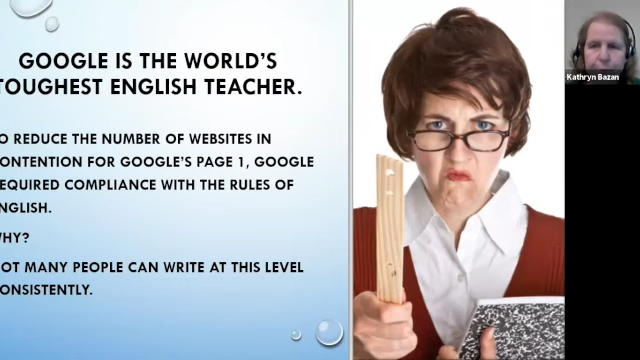 GOOGLE IS THE WORLD'S
TOUGHEST ENGLISH TEACHER.
O REDUCE THE NUMBER OF WEBSITES IN
ONTENTION FOR GOOGLE'S PAGE 1, GOOGLE
EQUIRED COMPLIANCE WITH THE RULES OF
NGLISH.
WHY?
OT MANY PEOPLE CAN WRITE AT THIS LEVEL
ONSISTENTLY.
Kathryn Bazan